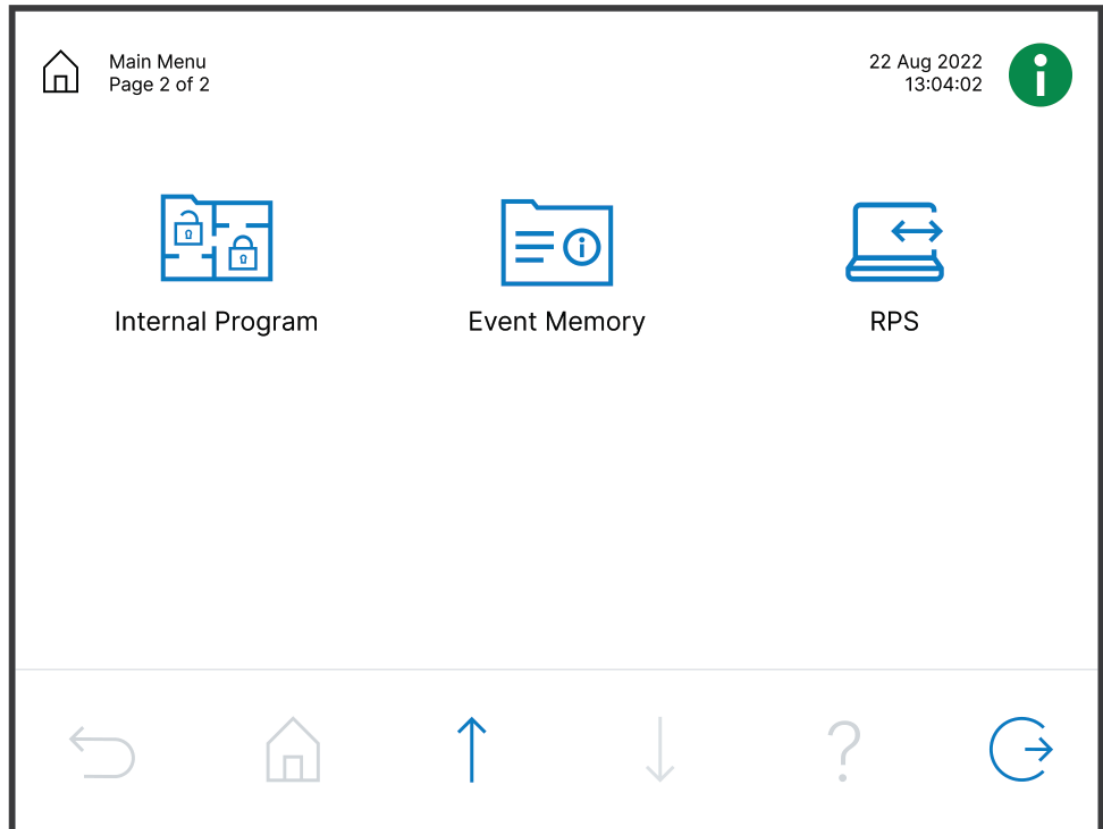 Main Menu
Page 2 of 2
22 Aug 2022
13:04:02
Internal Program
Event Memory
RPS